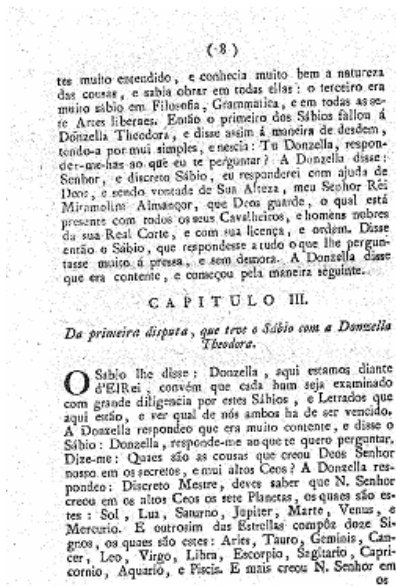 ( 8 )
tes muito entendido, e conhecia muito bem a natureza
das cousas, e sabia obrar em todas ellas: o terceiro era
muito sábio em Filosofia, Grammatica, e em todas as se-
te Artes liberaes. Então o primeiro dos Sábios fallou á
Donzella Theodora, e disse assim á maneira de desdem,
tendo-a por mui simples, e nescia: Tu Donzella, respon-
der-me-has ao que eu te perguntar? A Donzella disse:
Senhor, e discreto Sábio, eu responderei com ajuda de
Deos, e sendo vontade de Sua Alteza, meu Senhor Rei
Miramolim Almançor, que Deos guarde, o qual está
presente com todos os seus Cavalheiros, e homens nobres
da sua Real Corte, e com sua licença, e ordem. Disse
então o Sábio, que respondesse a tudo o que lhe pergun-
tasse muito á pressa, e sem demora. A Donzella disse
que era contente, e começou pela maneira seguinte.
CAPITULO III.
Da primeira disputa, que teve o Sábio com a Donzella
Theodora.
O Sabio lhe disse: Donzella, aqui estamos diante
d'ElRei, convém que cada hum seja examinado
com grande diligencia por estes Sábios, e Letrados que
aqui estão, e ver qual de nós ambos ha de ser vencido.
A Donzella respondeo que era muito contente, e disse o
Sábio: Donzella, responde-me ao que te quero perguntar.
Dize-me: Quaes são as cousas que creou Deos Senhor
nosso em os secretos, e mui altos Ceos? A Donzella res-
pondeo: Discreto Mestre, deves saber que N. Senhor
creou em os altos Ceos os sete Planetas, os quaes são es-
tes: Sol, Lua, Saturno, Jupiter, Marte, Venus, e
Mercurio. E outrosim das Estrellas compôz doze Si-
gnos, os quaes são estes: Aries, Tauro, Geminis, Can-
cer, Leo, Virgo, Libra, Escorpio, Sagitario, Capri-
cornio, Aquario, e Piscis. E mais creou N. Senhor em
os